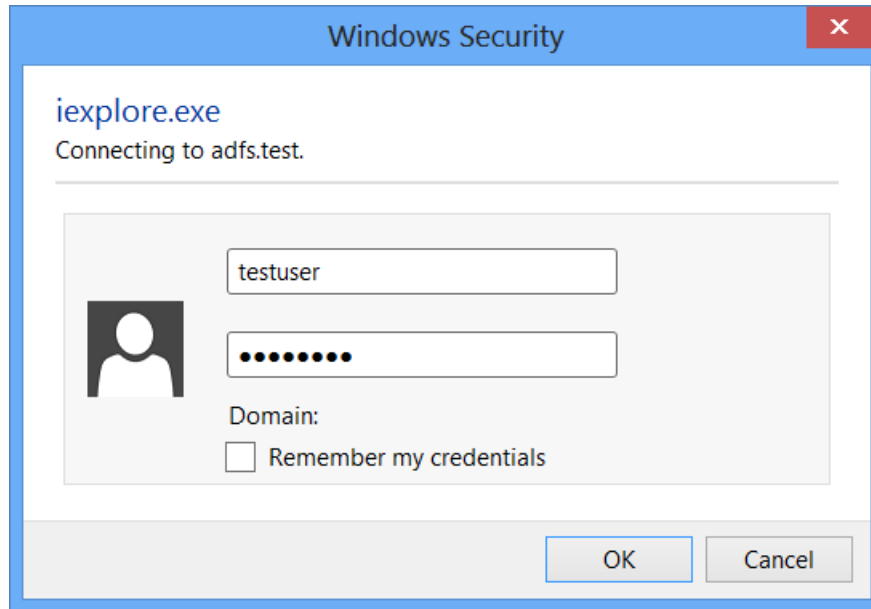 Windows Security
iexplore.exe
Connecting to adfs.test.
testuser
••••••••
Domain:
Remember my credentials
OK
Cancel